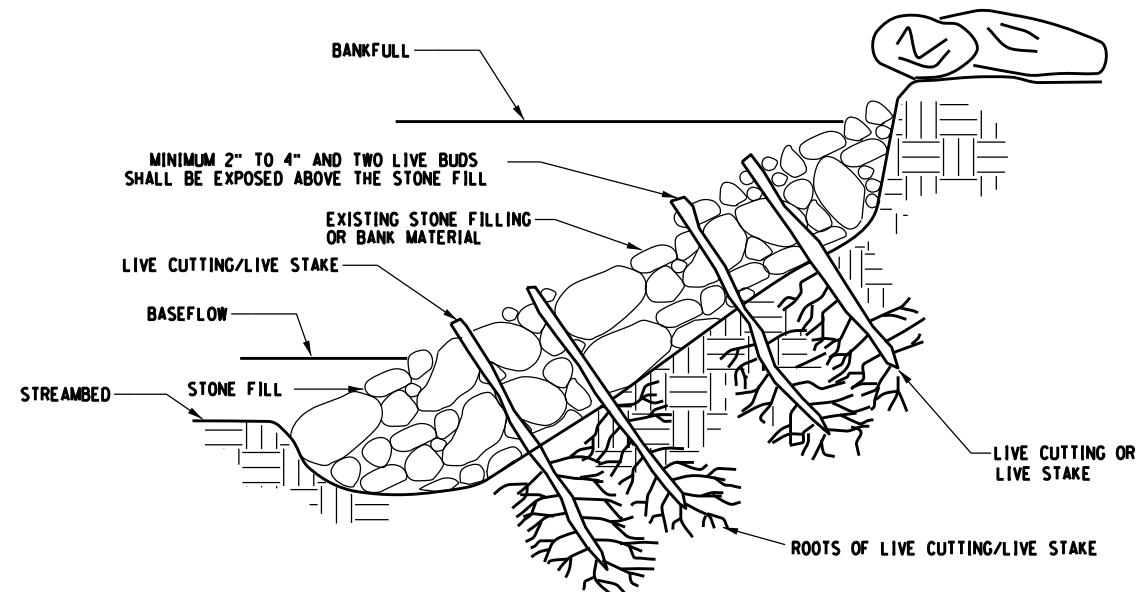 BANKFULL
MINIMUM 2" TO 4" AND TWO LIVE BUDS
SHALL BE EXPOSED ABOVE THE STONE FILL
EXISTING STONE FILLING
OR BANK MATERIAL
LIVE CUTTING/LIVE STAKE
BASEFLOW
STONE FILL
STREAMBED
LIVE CUTTING OR
LIVE STAKE
ROOTS OF LIVE CUTTING/LIVE STAKE